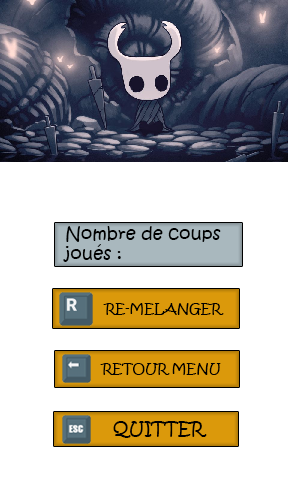 Nombre de coups
joués :
R RE-MELANGER
← RETOUR MENU
ESC QUITTER